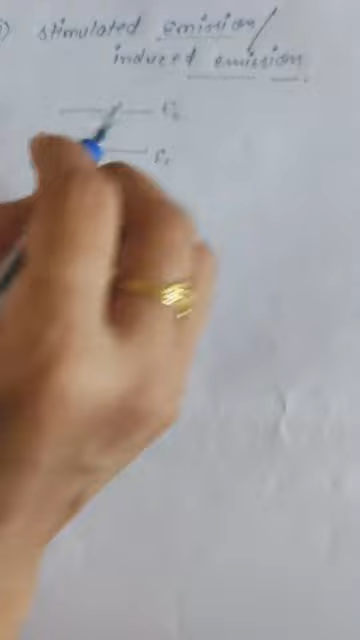 i) stimulated emission/
induced emission.
E₂
E₁